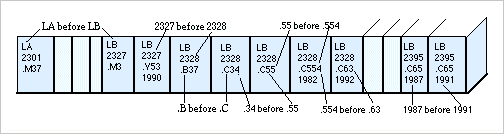 LA before LB
2327 before 2328
.55 before .554
LA
2301
.M37
LB
2327
.M3
LB
2327
.Y53
1990
LB
2328
.B37
LB
2328
.C34
LB
2328
.C55
LB
2328
.C554
1982
LB
2328
.C63
1992
LB
2395
.C65
1987
LB
2395
.C65
1991
.B before .C
.34 before .55
.554 before .63
1987 before 1991